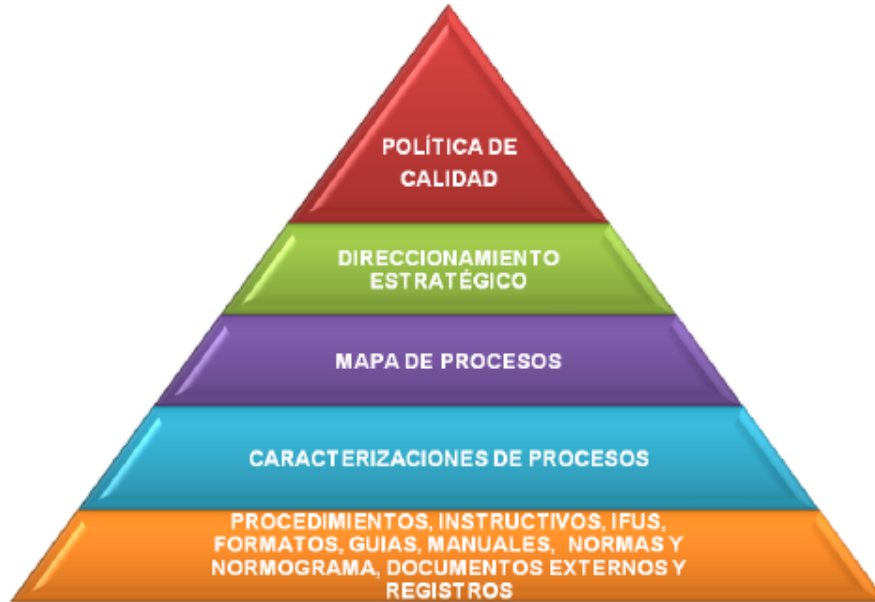 POLÍTICA DE
CALIDAD
DIRECCIONAMIENTO
ESTRATÉGICO
MAPA DE PROCESOS
CARACTERIZACIONES DE PROCESOS
PROCEDIMIENTOS, INSTRUCTIVOS, IFUS,
FORMATOS, GUIAS, MANUALES, NORMAS Y
NORMOGRAMA, DOCUMENTOS EXTERNOS Y
REGISTROS